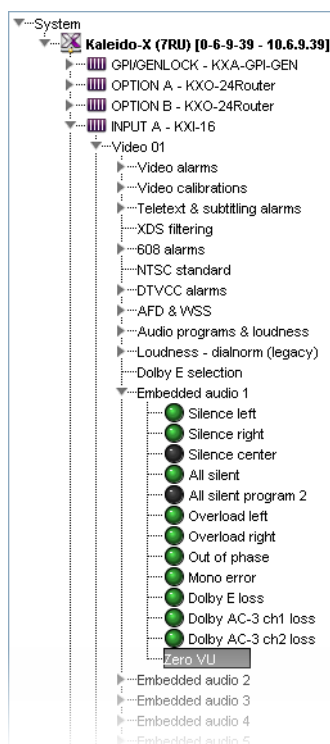 System
Kaleido-X (7RU) [0-6-9-39 - 10.6.9.39]
GPI/GENLOCK - KXA-GPI-GEN
OPTION A - KXO-24Router
OPTION B - KXO-24Router
INPUT A - KXI-16
Video 01
Video alarms
Video calibrations
Teletext & subtitling alarms
XDS filtering
608 alarms
NTSC standard
DTVCC alarms
AFD & WSS
Audio programs & loudness
Loudness - dialnorm (legacy)
Dolby E selection
Embedded audio 1
Silence left
Silence right
Silence center
All silent
All silent program 2
Overload left
Overload right
Out of phase
Mono error
Dolby E loss
Dolby AC-3 ch1 loss
Dolby AC-3 ch2 loss
Zero VU
Embedded audio 2
Embedded audio 3
Embedded audio 4
Embedded audio 5